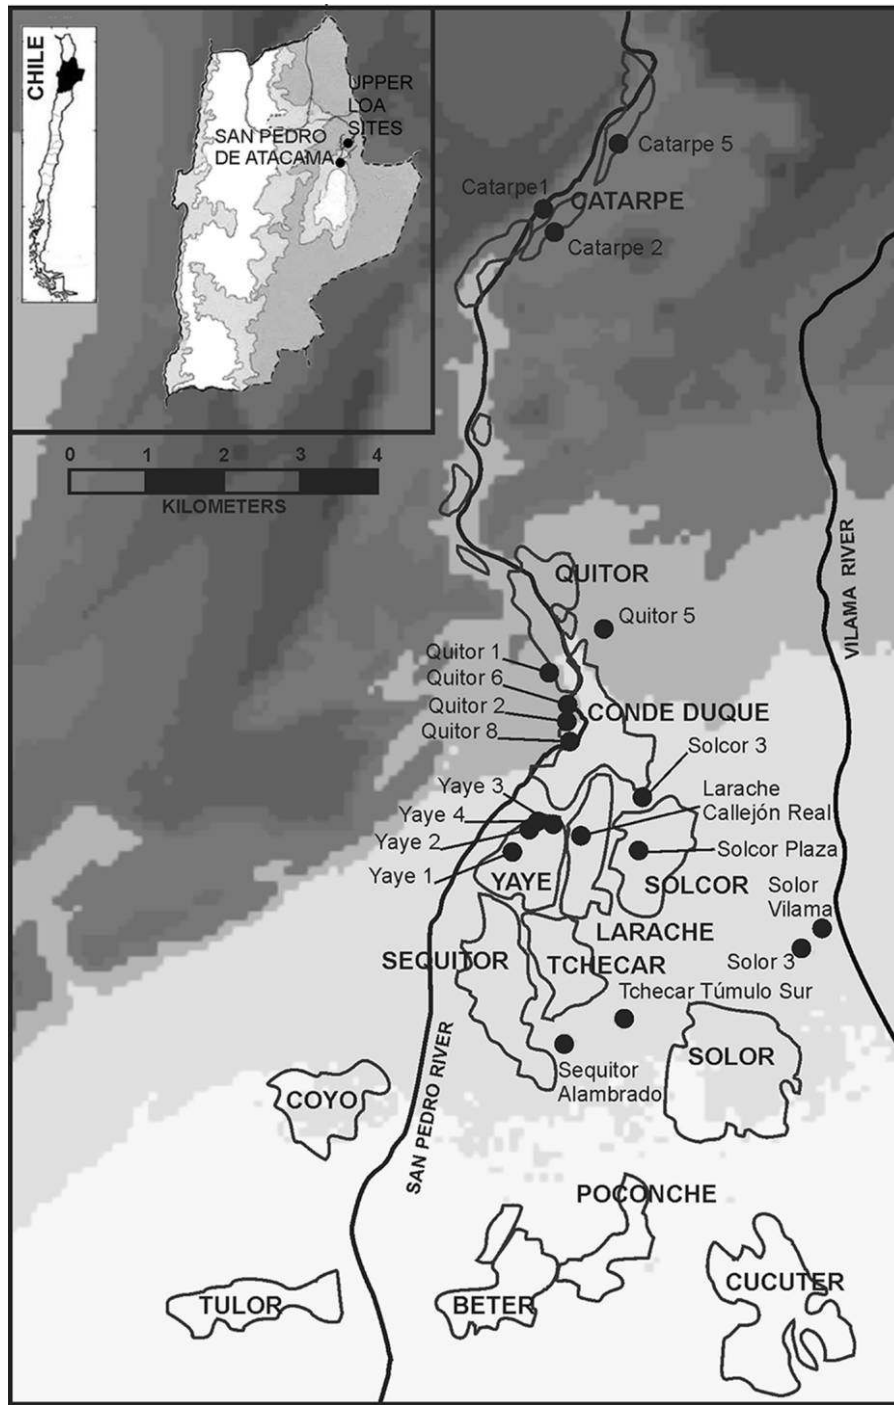 CHILE
UPPER
LOA
SITES
SAN PEDRO
DE ATACAMA
Catarpe 5
Catarpe1
CATARPE
Catarpe 2
0 1 2 3 4
KILOMETERS
VILAMA RIVER
QUITOR
Quitor 5
Quitor 1
Quitor 6
Quitor 2
CONDE DUQUE
Quitor 8
Solcor 3
Yaye 3
Larache
Callejón Real
Yaye 4
Yaye 2
Solcor Plaza
Yaye 1
YAYE
SOLCOR
Solor
Vilama
LARACHE
SEQUITOR
TCHECAR
Solor 3
Tchecar Túmulo Sur
SOLOR
Sequitor
Alambrado
COYO
SAN PEDRO RIVER
POCONCHE
CUCUTER
TULOR
BETER